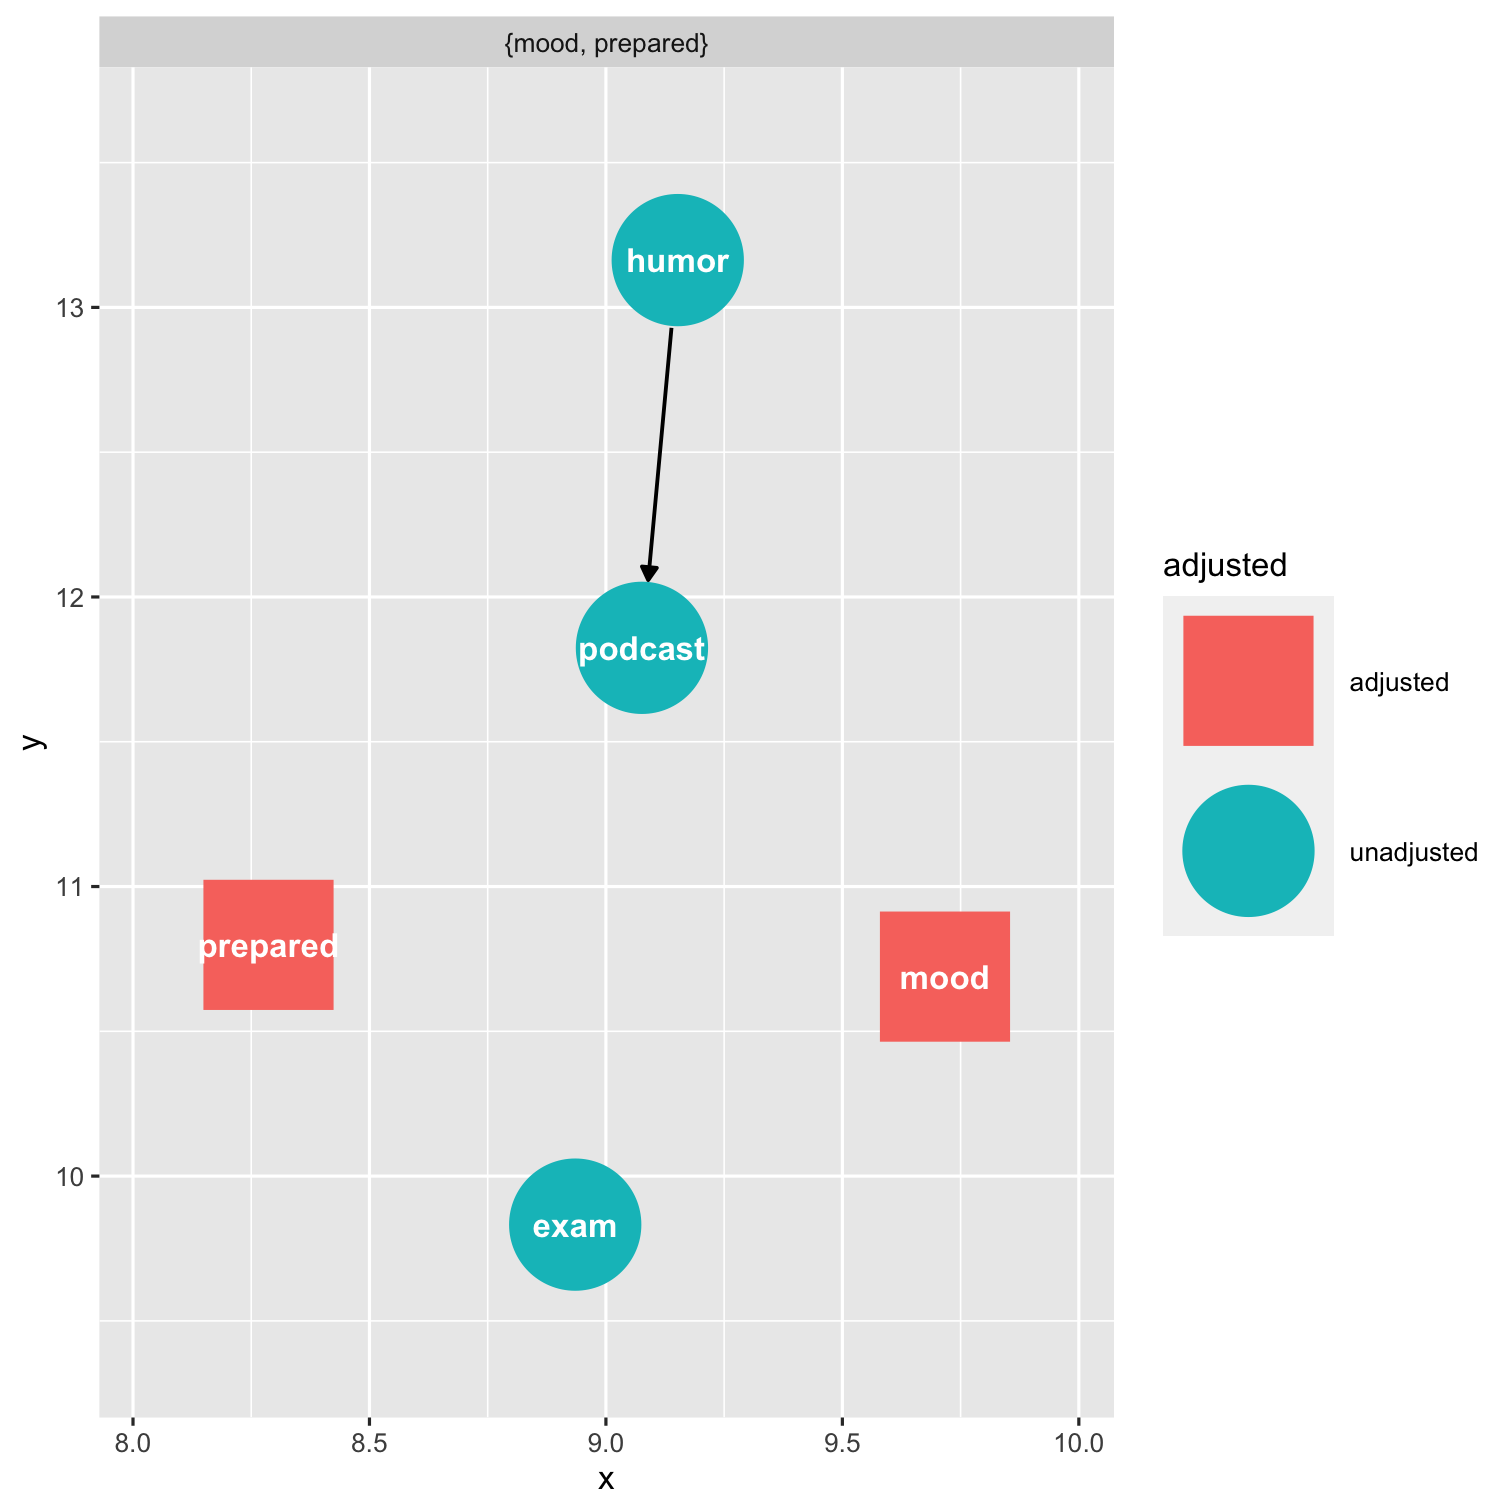 {mood, prepared}
humor
podcast
prepared
mood
exam
13
12
11
10
y
8.0
8.5
9.0
9.5
10.0
x
adjusted
adjusted
unadjusted